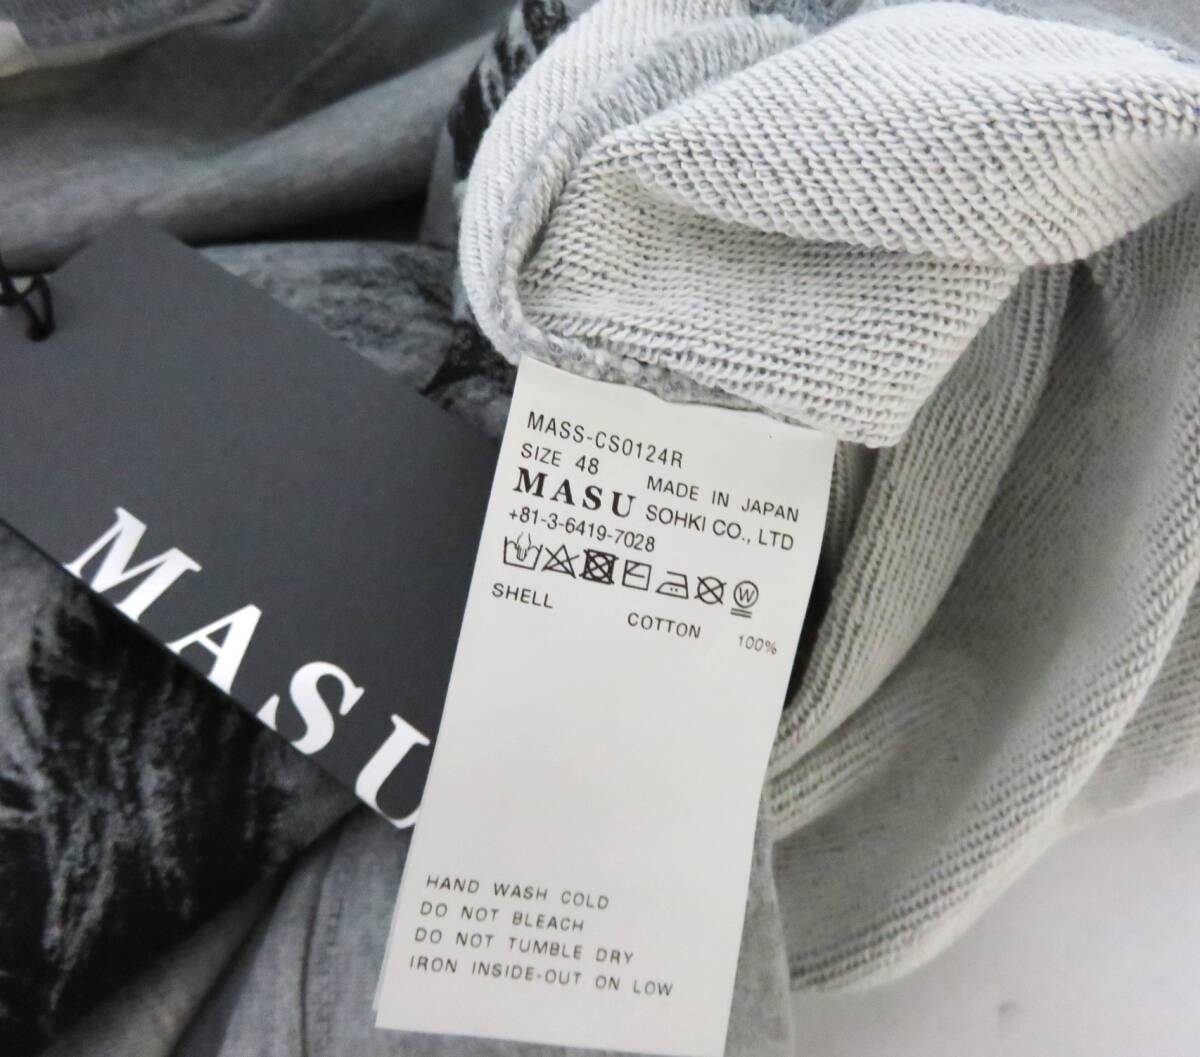 MASS-CS0124R
SIZE 48 MADE IN JAPAN
MASU SOHKI CO., LTD
+81-3-6419-7028
W
SHELL COTTON 100%
HAND WASH COLD
DO NOT BLEACH
DO NOT TUMBLE DRY
IRON INSIDE-OUT ON LOW
MASU